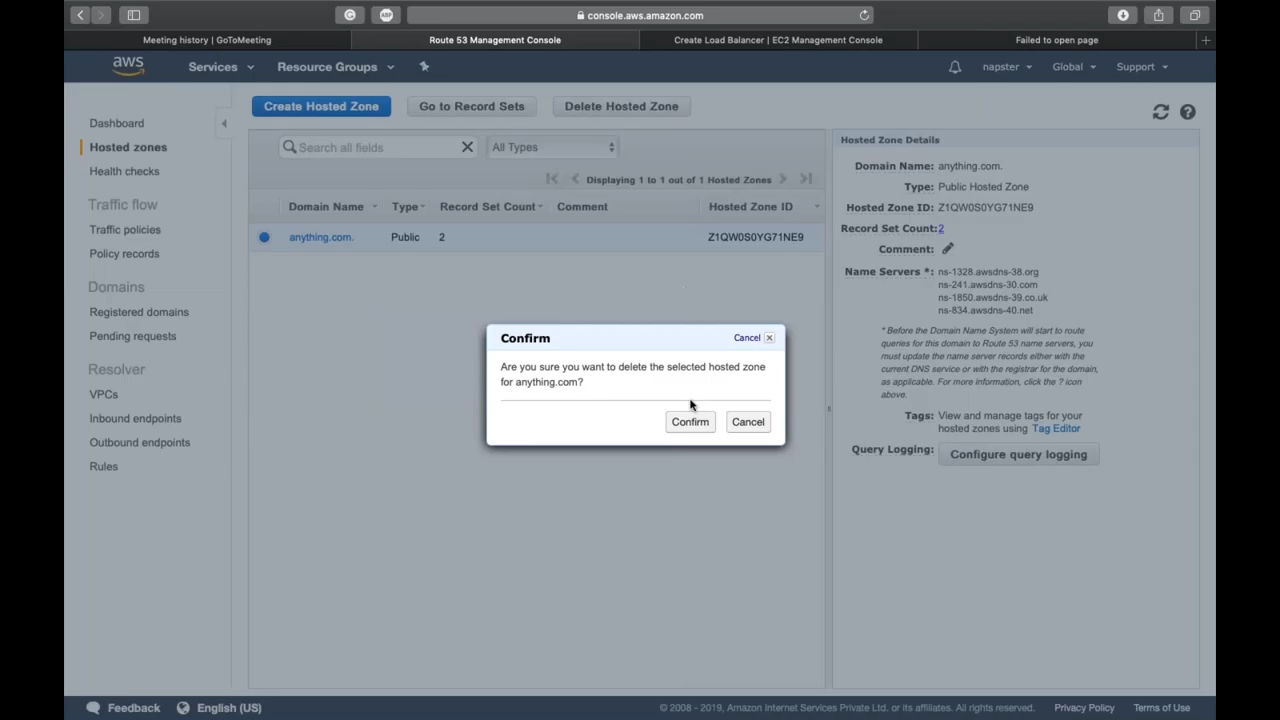 console.aws.amazon.com
Meeting history | GoToMeeting
Route 53 Management Console
Create Load Balancer | EC2 Management Console
Failed to open page
aws
Services
Resource Groups
napster
Global
Support
Create Hosted Zone
Go to Record Sets
Delete Hosted Zone
Dashboard
Hosted zones
Health checks
Traffic flow
Traffic policies
Policy records
Domains
Registered domains
Pending requests
Resolver
VPCs
Inbound endpoints
Outbound endpoints
Rules
Search all fields
All Types
Displaying 1 to 1 out of 1 Hosted Zones
Domain Name Type Record Set Count Comment Hosted Zone ID
anything.com. Public 2 Z1QW0S0YG71NE9
Confirm
Cancel
Are you sure you want to delete the selected hosted zone
for anything.com?
Confirm
Cancel
Hosted Zone Details
Domain Name: anything.com.
Type: Public Hosted Zone
Hosted Zone ID: Z1QW0S0YG71NE9
Record Set Count: 2
Comment:
Name Servers *: ns-1328.awsdns-38.org
ns-241.awsdns-30.com
ns-1850.awsdns-39.co.uk
ns-834.awsdns-40.net
* Before the Domain Name System will start to route
queries for this domain to Route 53 name servers, you
must update the name server records either with the
current DNS service or with the registrar for the domain,
as applicable. For more information, click the ? icon
above.
Tags: View and manage tags for your
hosted zones using Tag Editor
Query Logging: Configure query logging
Feedback
English (US)
© 2008 - 2019, Amazon Internet Services Private Ltd. or its affiliates. All rights reserved.
Privacy Policy
Terms of Use